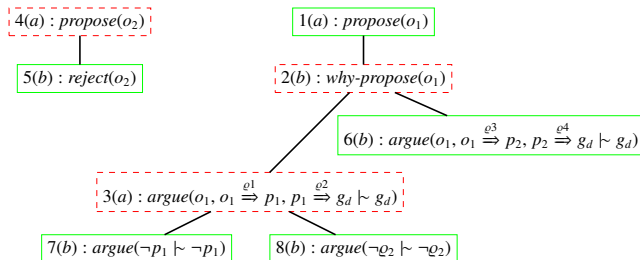 4(a) : propose(o₂)
1(a) : propose(o₁)
5(b) : reject(o₂)
2(b) : why-propose(o₁)
6(b) : argue(o₁, o₁ ⇒^ϱ3 p₂, p₂ ⇒^ϱ4 g_d |~ g_d)
3(a) : argue(o₁, o₁ ⇒^ϱ1 p₁, p₁ ⇒^ϱ2 g_d |~ g_d)
7(b) : argue(¬p₁ |~ ¬p₁)
8(b) : argue(¬ϱ₂ |~ ¬ϱ₂)